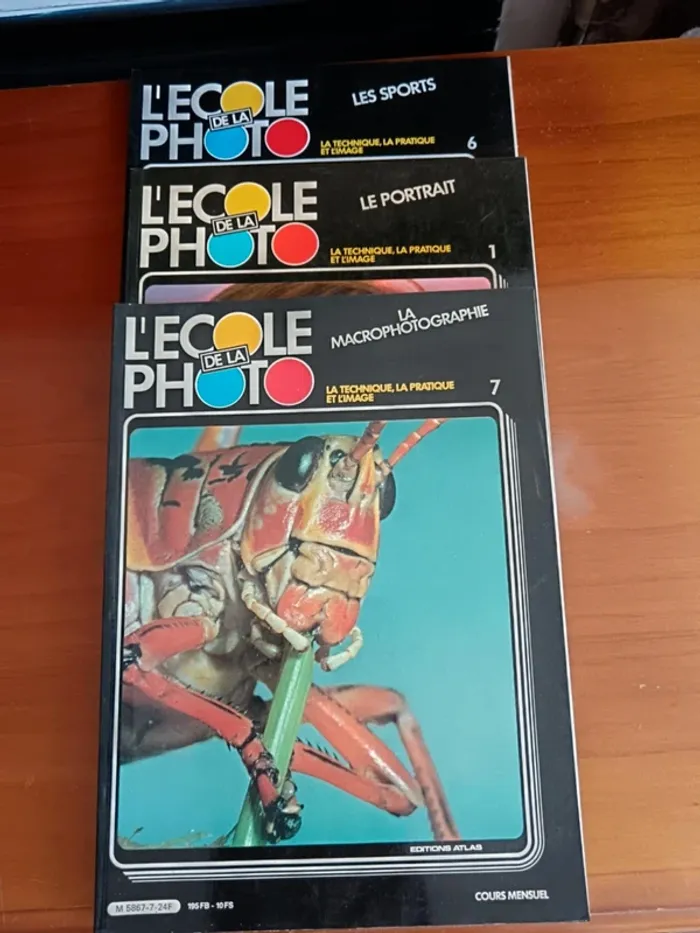 L'ECOLE
DE LA
PHOTO
LES SPORTS
LA TECHNIQUE, LA PRATIQUE
ET L'IMAGE
6
L'ECOLE
DE LA
PHOTO
LE PORTRAIT
LA TECHNIQUE, LA PRATIQUE
ET L'IMAGE
1
L'ECOLE
DE LA
PHOTO
LA
MACROPHOTOGRAPHIE
LA TECHNIQUE, LA PRATIQUE
ET L'IMAGE
7
EDITIONS ATLAS
M 5867-7-24F
195 FB - 10 FS
COURS MENSUEL